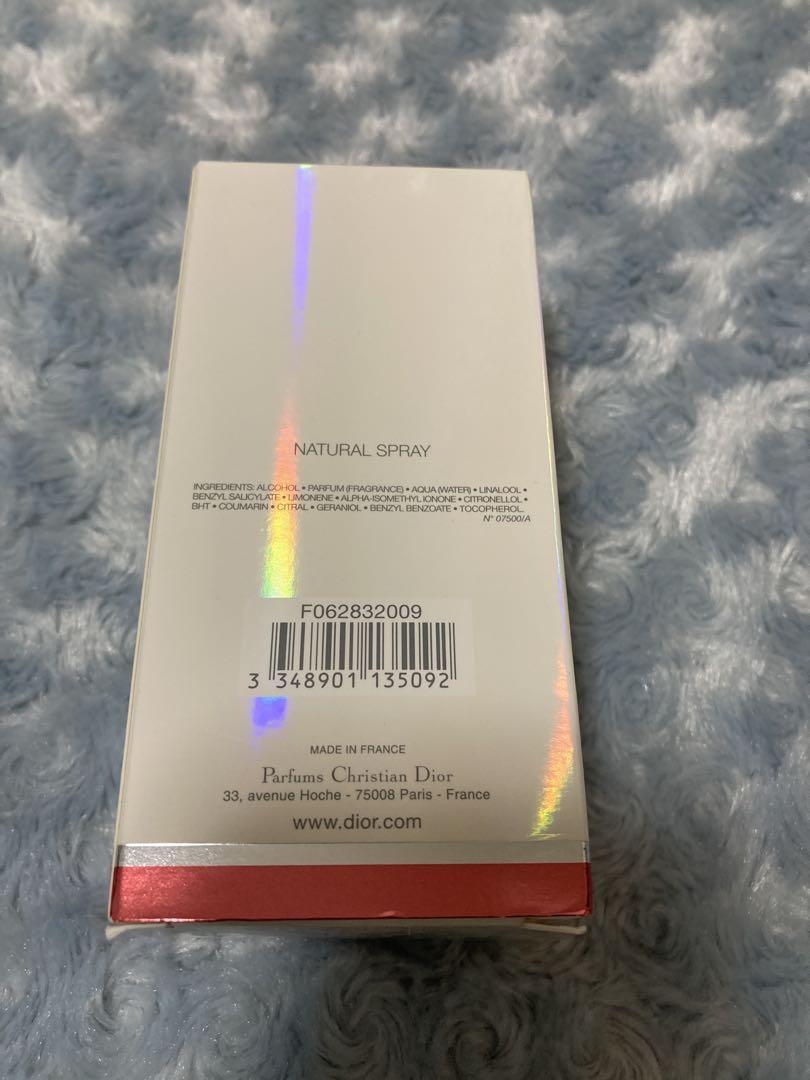 NATURAL SPRAY
INGREDIENTS: ALCOHOL • PARFUM (FRAGRANCE) • AQUA (WATER) • LINALOOL •
BENZYL SALICYLATE • LIMONENE • ALPHA-ISOMETHYL IONONE • CITRONELLOL •
BHT • COUMARIN • CITRAL • GERANIOL • BENZYL BENZOATE • TOCOPHEROL.
N° 07500/A
F062832009
3 348901 135092
MADE IN FRANCE
Parfums Christian Dior
33, avenue Hoche - 75008 Paris - France
www.dior.com